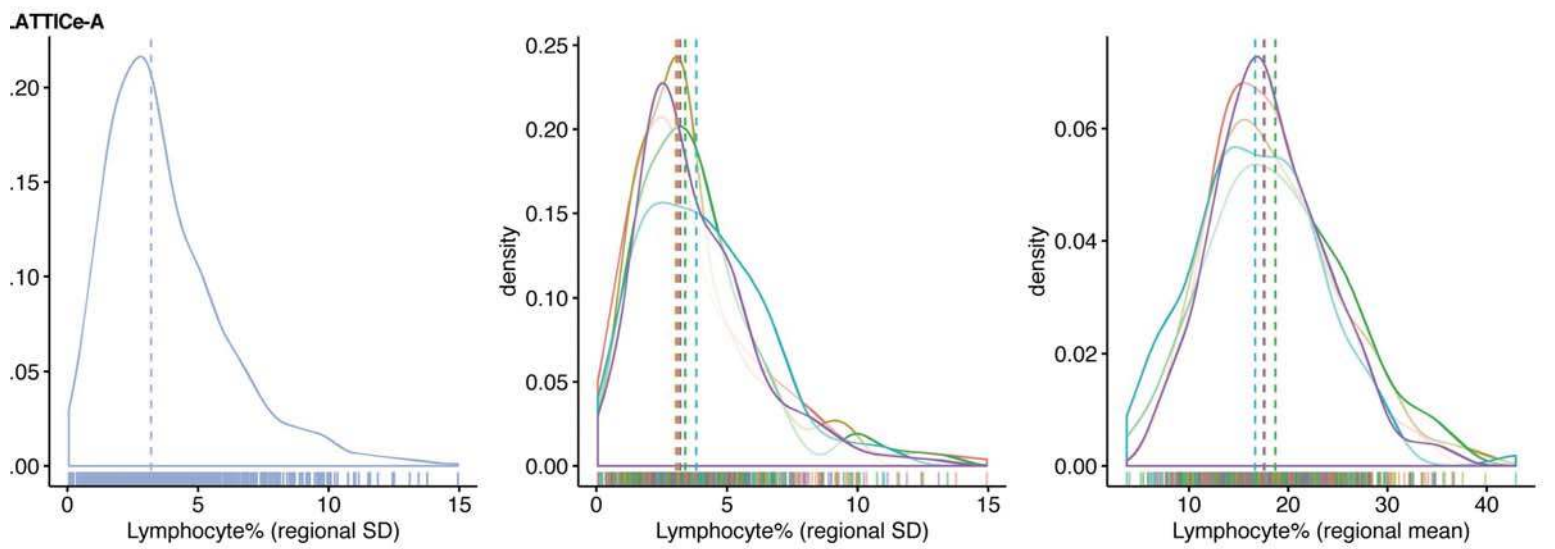 .ATTICe-A
.20
.15
.10
.05
.00
0 5 10 15
Lymphocyte% (regional SD)
density
0.25
0.20
0.15
0.10
0.05
0.00
0 5 10 15
Lymphocyte% (regional SD)
density
0.06
0.04
0.02
0.00
10 20 30 40
Lymphocyte% (regional mean)